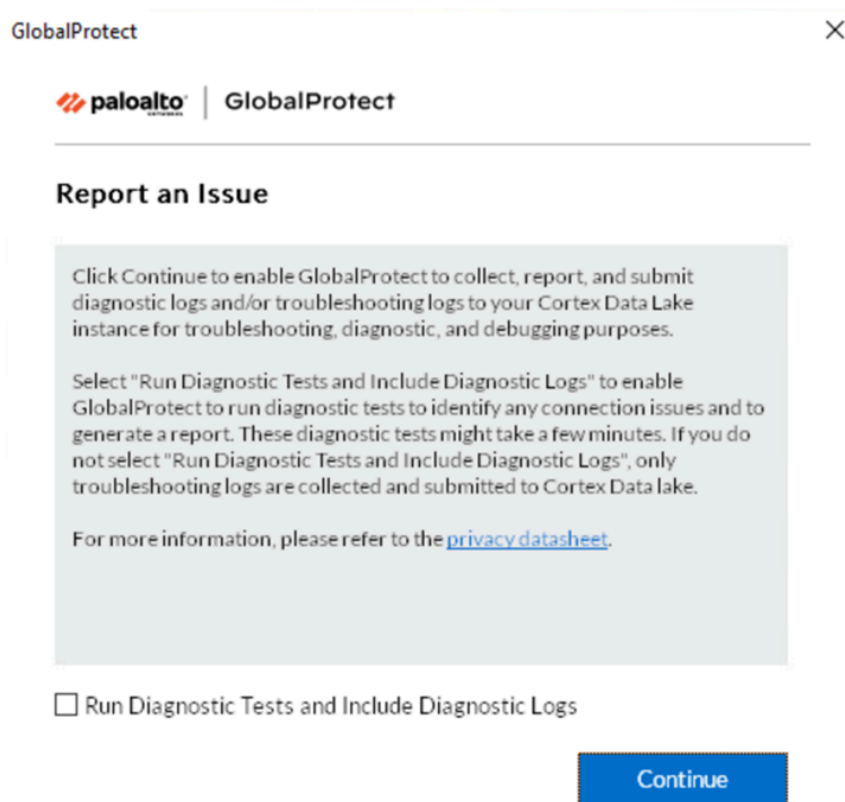 GlobalProtect
paloalto NETWORKS | GlobalProtect
Report an Issue
Click Continue to enable GlobalProtect to collect, report, and submit
diagnostic logs and/or troubleshooting logs to your Cortex Data Lake
instance for troubleshooting, diagnostic, and debugging purposes.
Select "Run Diagnostic Tests and Include Diagnostic Logs" to enable
GlobalProtect to run diagnostic tests to identify any connection issues and to
generate a report. These diagnostic tests might take a few minutes. If you do
not select "Run Diagnostic Tests and Include Diagnostic Logs", only
troubleshooting logs are collected and submitted to Cortex Data lake.
For more information, please refer to the privacy datasheet.
Run Diagnostic Tests and Include Diagnostic Logs
Continue